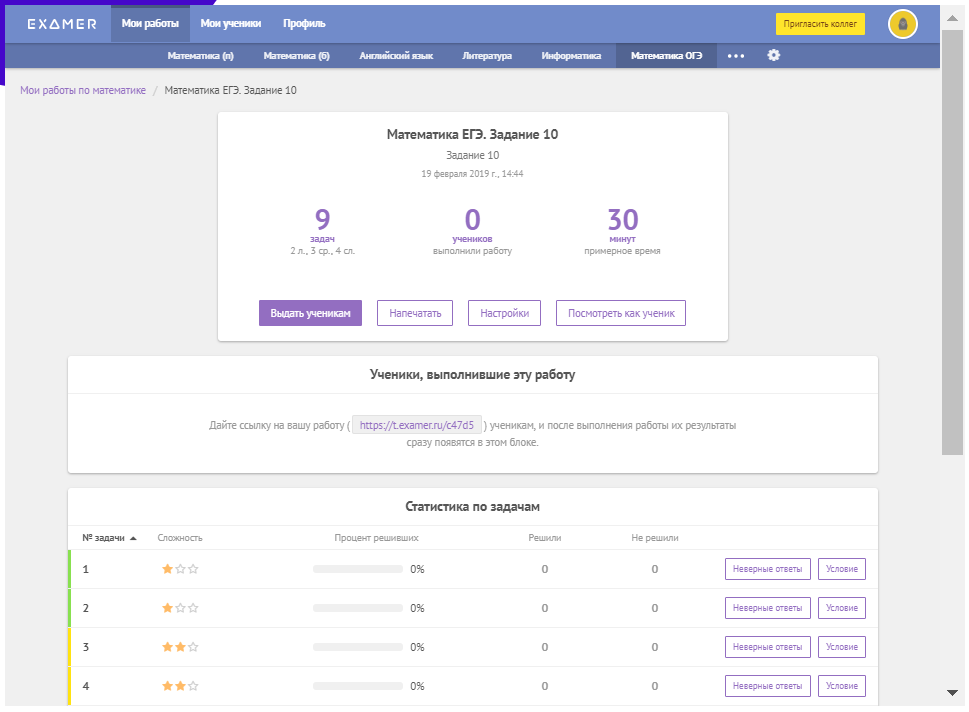 EXAMER Мои работы Мои ученики Профиль Пригласить коллег
Математика (п) Математика (б) Английский язык Литература Информатика Математика ОГЭ
Мои работы по математике / Математика ЕГЭ. Задание 10
Математика ЕГЭ. Задание 10
Задание 10
19 февраля 2019 г., 14:44
9 0 30
задач учеников минут
2 л., 3 ср., 4 сл. выполнили работу примерное время
Выдать ученикам Напечатать Настройки Посмотреть как ученик
Ученики, выполнившие эту работу
Дайте ссылку на вашу работу ( https://t.examer.ru/c47d5 ) ученикам, и после выполнения работы их результаты
сразу появятся в этом блоке.
Статистика по задачам
№ задачи Сложность Процент решивших Решили Не решили
1 0% 0 0 Неверные ответы Условие
2 0% 0 0 Неверные ответы Условие
3 0% 0 0 Неверные ответы Условие
4 0% 0 0 Неверные ответы Условие